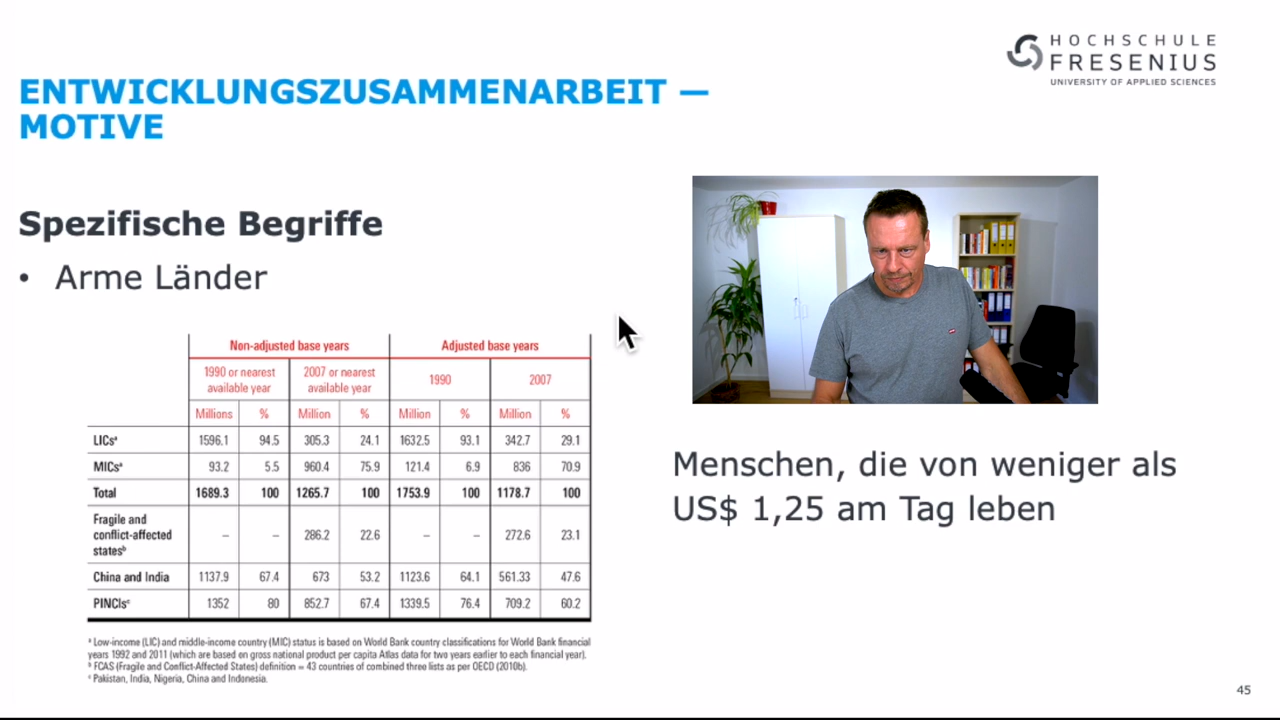 HOCHSCHULE
FRESENIUS
UNIVERSITY OF APPLIED SCIENCES
ENTWICKLUNGSZUSAMMENARBEIT —
MOTIVE
Spezifische Begriffe
• Arme Länder
Non-adjusted base years Adjusted base years
1990 or nearest available year 2007 or nearest available year 1990 2007
Millions % Million % Million % Million %
LICsª 1596.1 94.5 305.3 24.1 1632.5 93.1 342.7 29.1
MICsª 93.2 5.5 960.4 75.9 121.4 6.9 836 70.9
Total 1689.3 100 1265.7 100 1753.9 100 1178.7 100
Fragile and
conflict-affected
statesᵇ – – 286.2 22.6 – – 272.6 23.1
China and India 1137.9 67.4 673 53.2 1123.6 64.1 561.33 47.6
PINCIsᶜ 1352 80 852.7 67.4 1339.5 76.4 709.2 60.2
ª Low-income (LIC) and middle-income country (MIC) status is based on World Bank country classifications for World Bank financial
years 1992 and 2011 (which are based on gross national product per capita Atlas data for two years earlier to each financial year).
ᵇ FCAS (Fragile and Conflict-Affected States) definition = 43 countries of combined three lists as per OECD (2010b).
ᶜ Pakistan, India, Nigeria, China and Indonesia.
Menschen, die von weniger als
US$ 1,25 am Tag leben
45